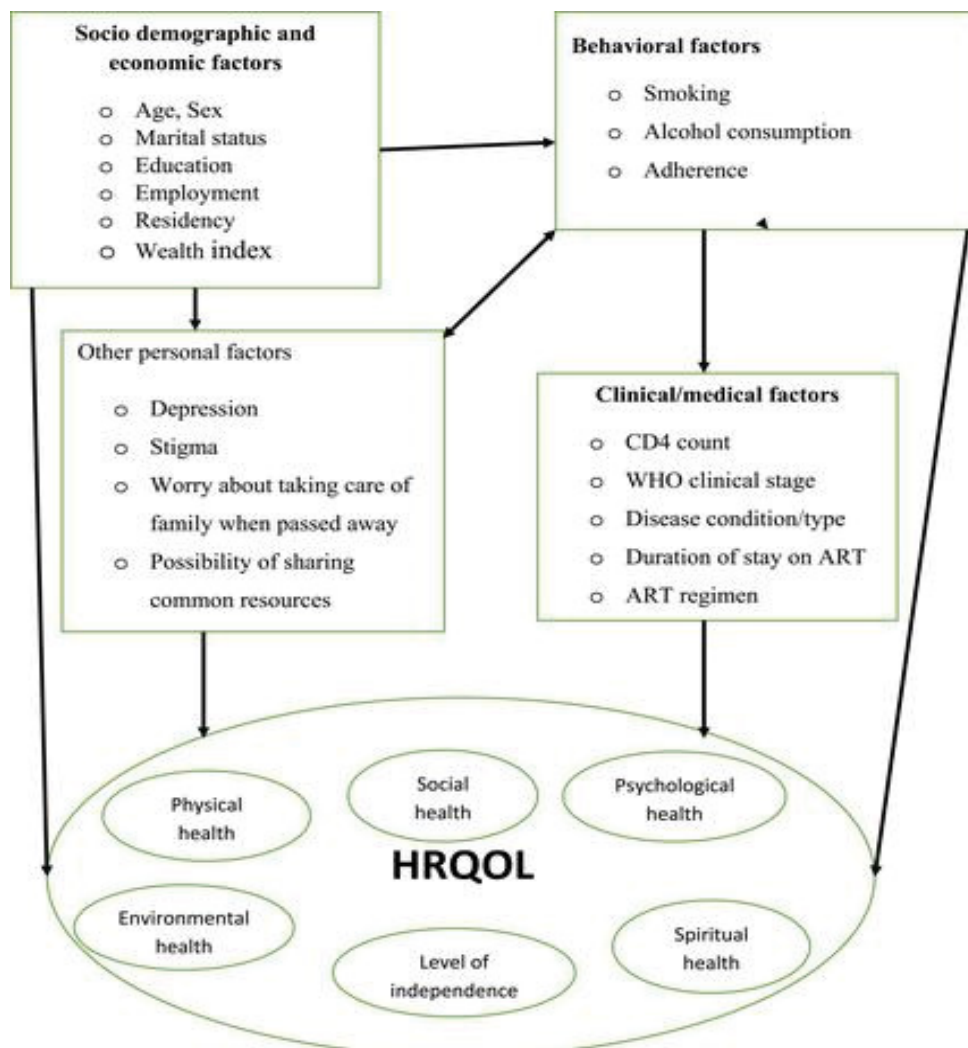 Socio demographic and
economic factors
o Age, Sex
o Marital status
o Education
o Employment
o Residency
o Wealth index
Behavioral factors
o Smoking
o Alcohol consumption
o Adherence
Other personal factors
o Depression
o Stigma
o Worry about taking care of
family when passed away
o Possibility of sharing
common resources
Clinical/medical factors
o CD4 count
o WHO clinical stage
o Disease condition/type
o Duration of stay on ART
o ART regimen
Physical
health
Social
health
Psychological
health
HRQOL
Environmental
health
Level of
independence
Spiritual
health